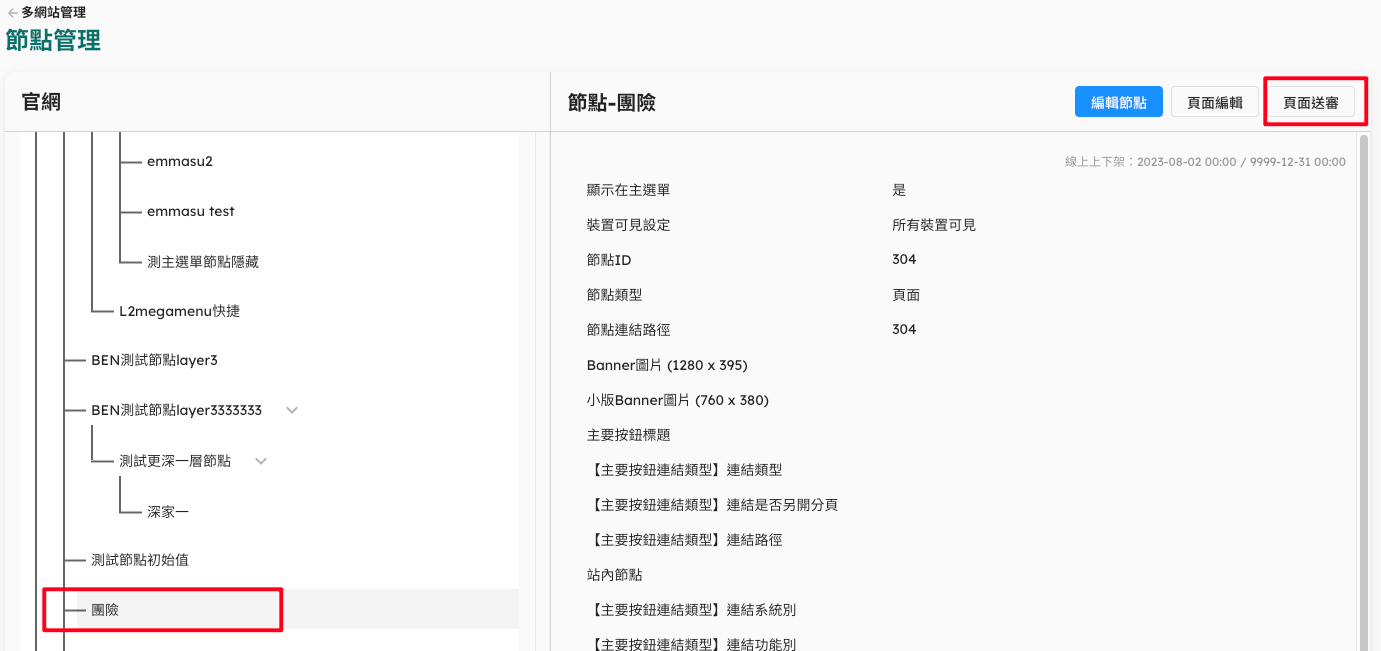 ←多網站管理
節點管理
官網
emmasu2
emmasu test
測主選單節點隱藏
L2megamenu快捷
BEN測試節點layer3
BEN測試節點layer3333333
測試更深一層節點
深家一
測試節點初始值
團險
節點-團險
編輯節點 頁面編輯 頁面送審
線上上下架：2023-08-02 00:00 / 9999-12-31 00:00
顯示在主選單 是
裝置可見設定 所有裝置可見
節點ID 304
節點類型 頁面
節點連結路徑 304
Banner圖片 (1280 x 395)
小版Banner圖片 (760 x 380)
主要按鈕標題
【主要按鈕連結類型】連結類型
【主要按鈕連結類型】連結是否另開分頁
【主要按鈕連結類型】連結路徑
站內節點
【主要按鈕連結類型】連結系統別
【主要按鈕連結類型】連結功能別